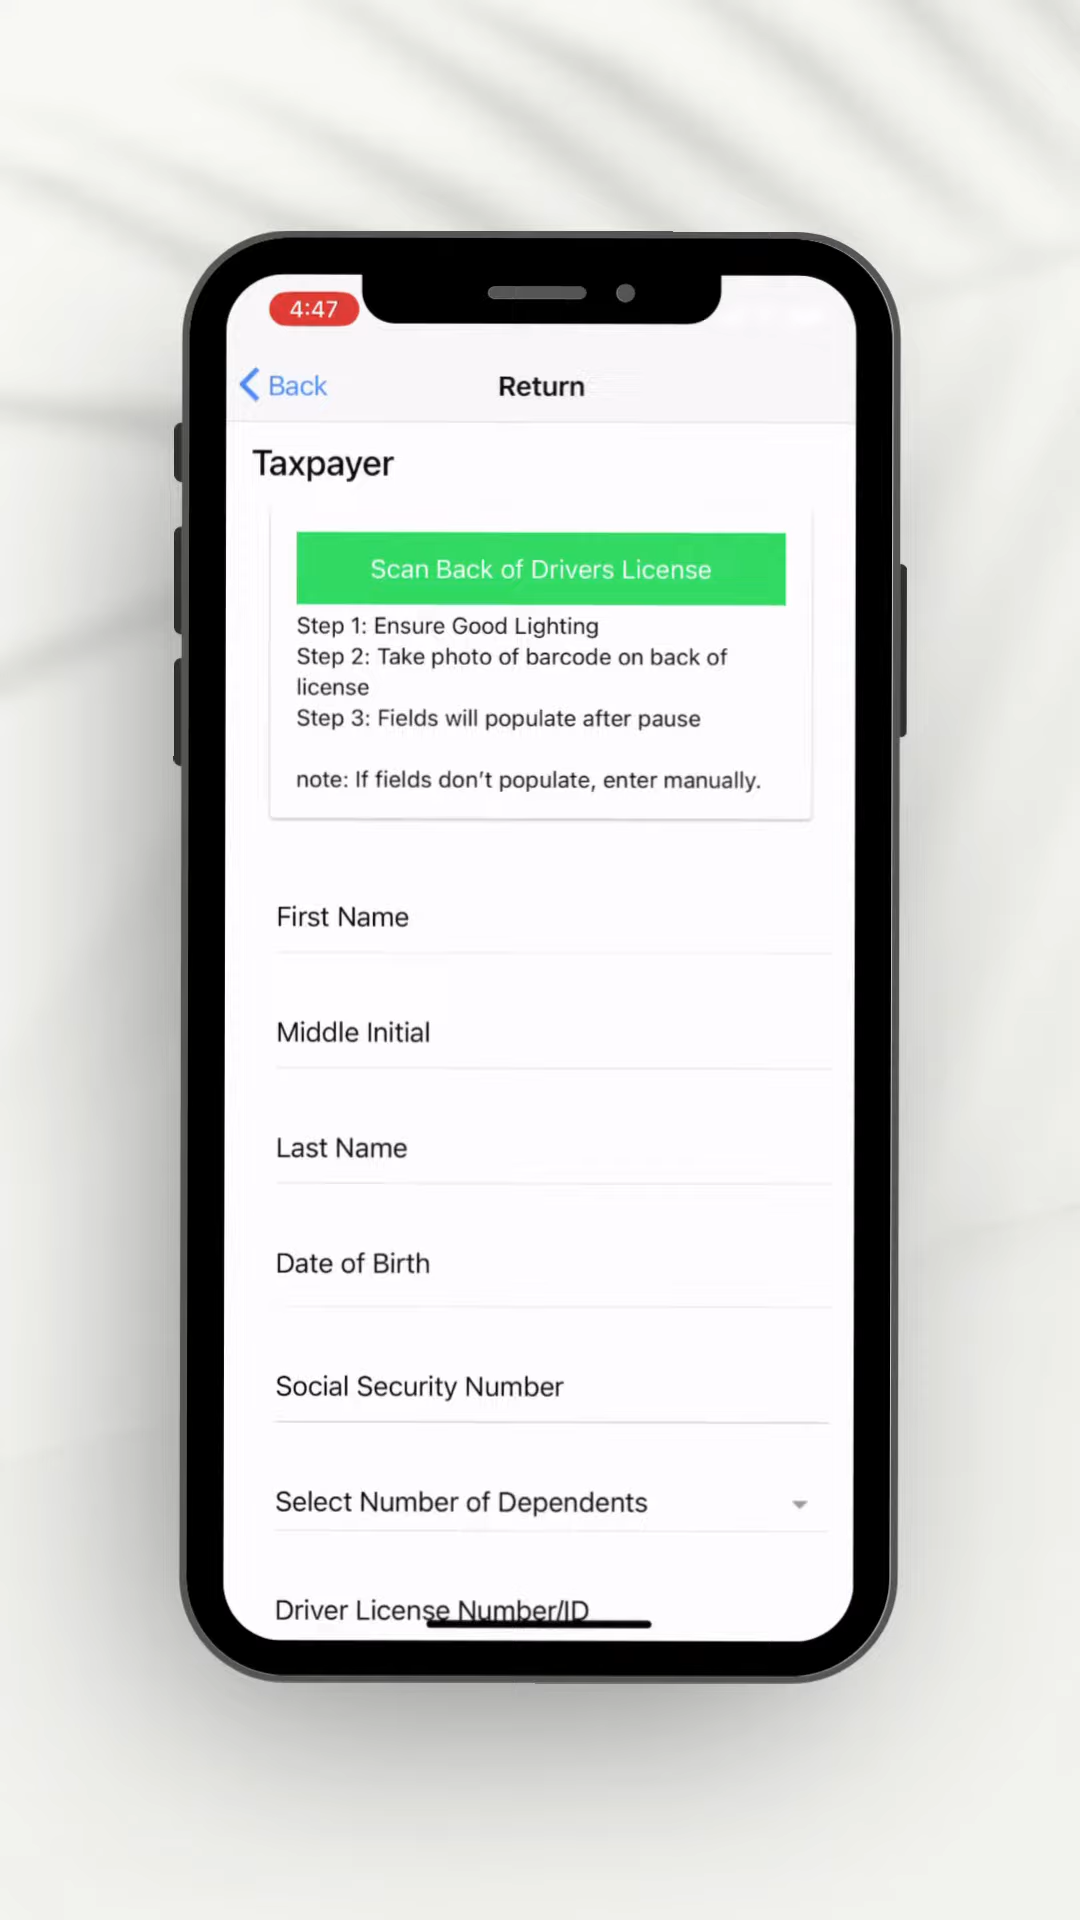 4:47
Back
Return
Taxpayer
Scan Back of Drivers License
Step 1: Ensure Good Lighting
Step 2: Take photo of barcode on back of
license
Step 3: Fields will populate after pause
note: If fields don’t populate, enter manually.
First Name
Middle Initial
Last Name
Date of Birth
Social Security Number
Select Number of Dependents
Driver License Number/ID